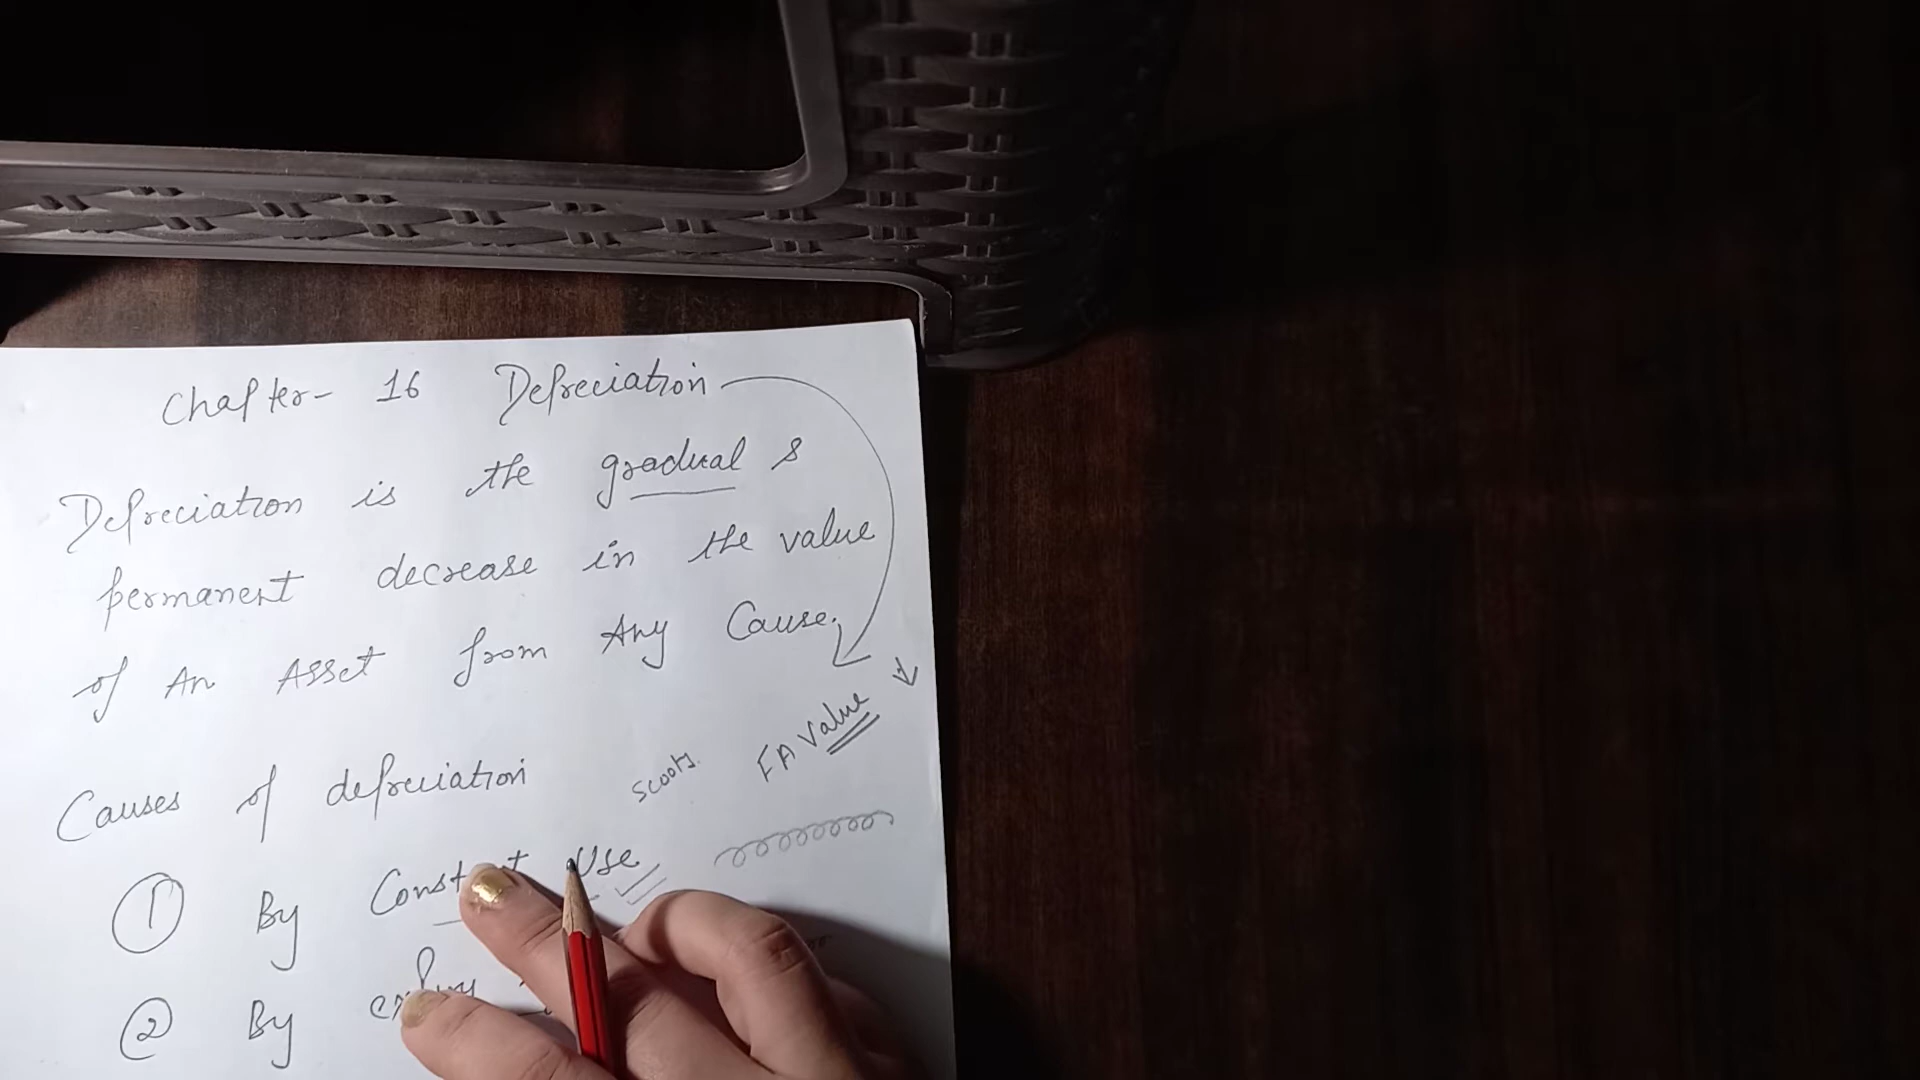 Chapter- 16 Depreciation
Depreciation is the gradual &
permanent decrease in the value
of An Asset from Any Cause.
FA value
Causes of depreciation
① By Constant Use
② By